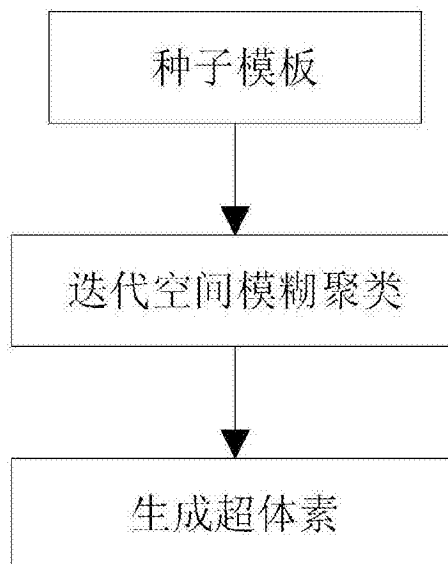 种子模板
迭代空间模糊聚类
生成超体素